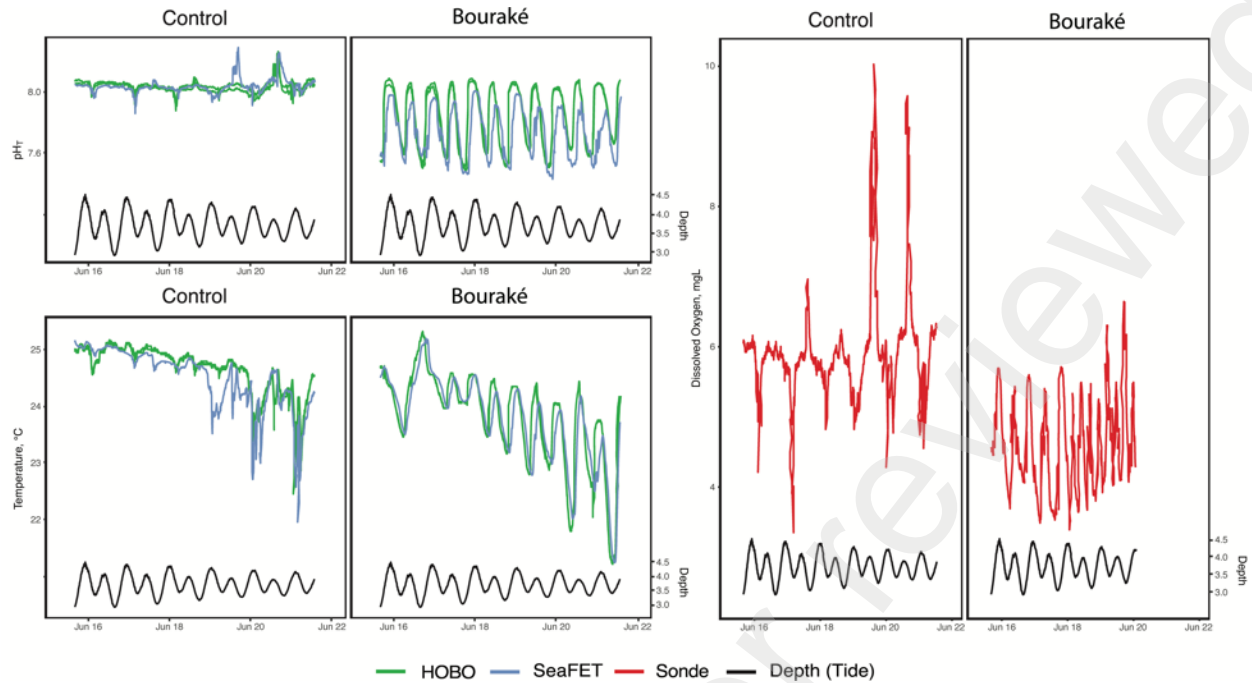 Control
Bouraké
8.0
7.6
pHT
4.5
4.0
3.5
3.0
Depth
Jun 16
Jun 18
Jun 20
Jun 22
Jun 16
Jun 18
Jun 20
Jun 22
Control
Bouraké
25
24
23
22
Temperature, °C
4.5
4.0
3.5
3.0
Depth
Jun 16
Jun 18
Jun 20
Jun 22
Jun 16
Jun 18
Jun 20
Jun 22
Control
Bouraké
10
8
6
4
Dissolved Oxygen, mgL
4.5
4.0
3.5
3.0
Depth
Jun 16
Jun 18
Jun 20
Jun 22
Jun 16
Jun 18
Jun 20
Jun 22
HOBO SeaFET Sonde Depth (Tide)
er reviewed